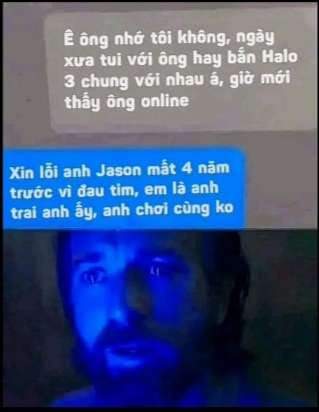 Ê ông nhớ tôi không, ngày
xưa tui với ông hay bắn Halo
3 chung với nhau á, giờ mới
thấy ông online
Xin lỗi anh Jason mất 4 năm
trước vì đau tim, em là anh
trai anh ấy, anh chơi cùng ko